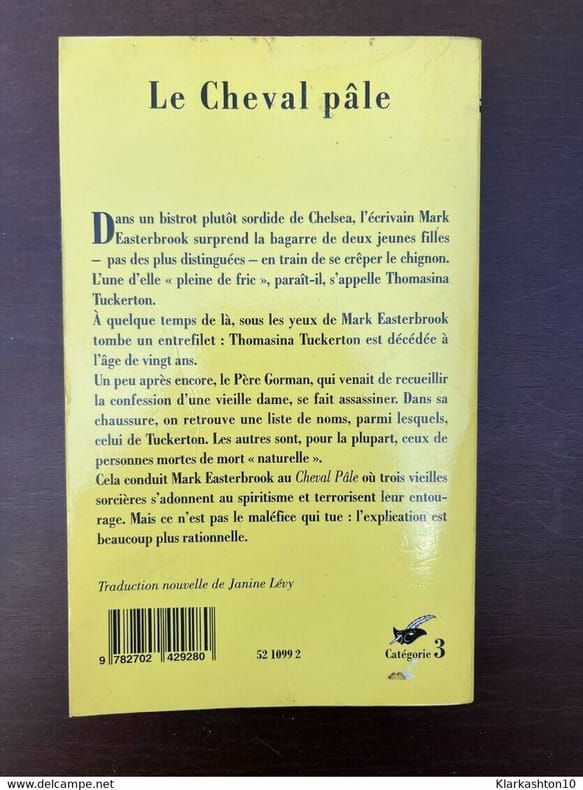 Le Cheval pâle
Dans un bistrot plutôt sordide de Chelsea, l'écrivain Mark
Easterbrook surprend la bagarre de deux jeunes filles
– pas des plus distinguées – en train de se crêper le chignon.
L'une d'elle « pleine de fric », paraît-il, s'appelle Thomasina
Tuckerton.
À quelque temps de là, sous les yeux de Mark Easterbrook
tombe un entrefilet : Thomasina Tuckerton est décédée à
l'âge de vingt ans.
Un peu après encore, le Père Gorman, qui venait de recueillir
la confession d'une vieille dame, se fait assassiner. Dans sa
chaussure, on retrouve une liste de noms, parmi lesquels,
celui de Tuckerton. Les autres sont, pour la plupart, ceux de
personnes mortes de mort « naturelle ».
Cela conduit Mark Easterbrook au Cheval Pâle où trois vieilles
sorcières s'adonnent au spiritisme et terrorisent leur entou-
rage. Mais ce n'est pas le maléfice qui tue : l'explication est
beaucoup plus rationnelle.
Traduction nouvelle de Janine Lévy
9 782702 429280
52 1099 2
Catégorie 3
Klarkashton10